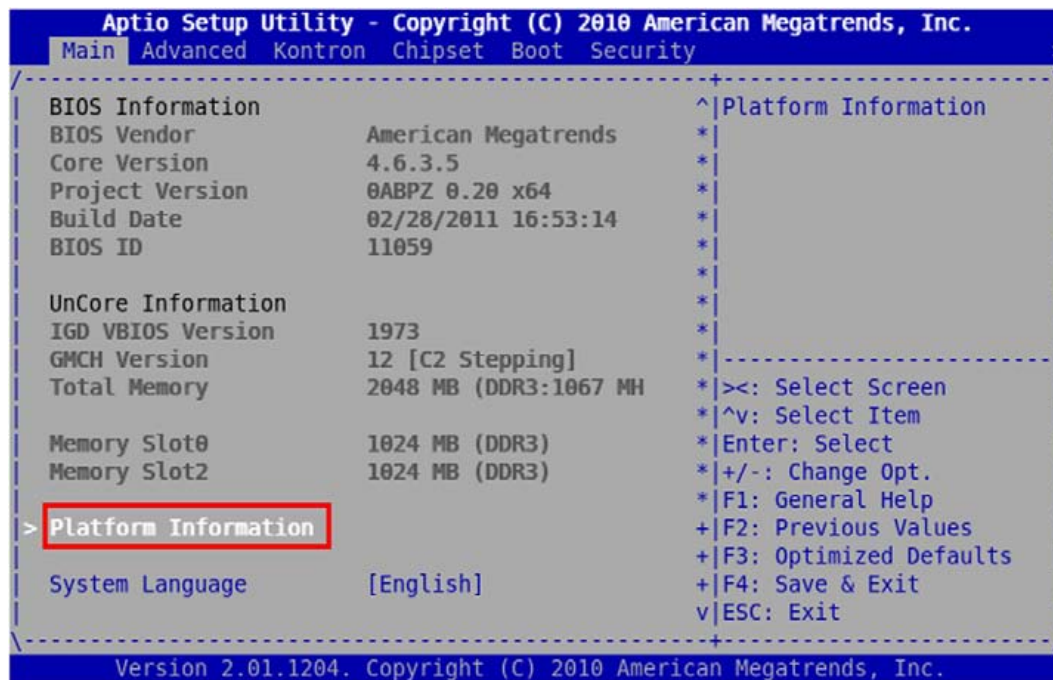 Aptio Setup Utility - Copyright (C) 2010 American Megatrends, Inc.
Main Advanced Kontron Chipset Boot Security
BIOS Information ^|Platform Information
BIOS Vendor American Megatrends *|
Core Version 4.6.3.5 *|
Project Version 0ABPZ 0.20 x64 *|
Build Date 02/28/2011 16:53:14 *|
BIOS ID 11059 *|
*|
UnCore Information *|
IGD VBIOS Version 1973 *|
GMCH Version 12 [C2 Stepping] *|
Total Memory 2048 MB (DDR3:1067 MH *|><: Select Screen
*|^v: Select Item
Memory Slot0 1024 MB (DDR3) *|Enter: Select
Memory Slot2 1024 MB (DDR3) *|+/-: Change Opt.
*|F1: General Help
> Platform Information +|F2: Previous Values
+|F3: Optimized Defaults
System Language [English] +|F4: Save & Exit
v|ESC: Exit
Version 2.01.1204. Copyright (C) 2010 American Megatrends, Inc.